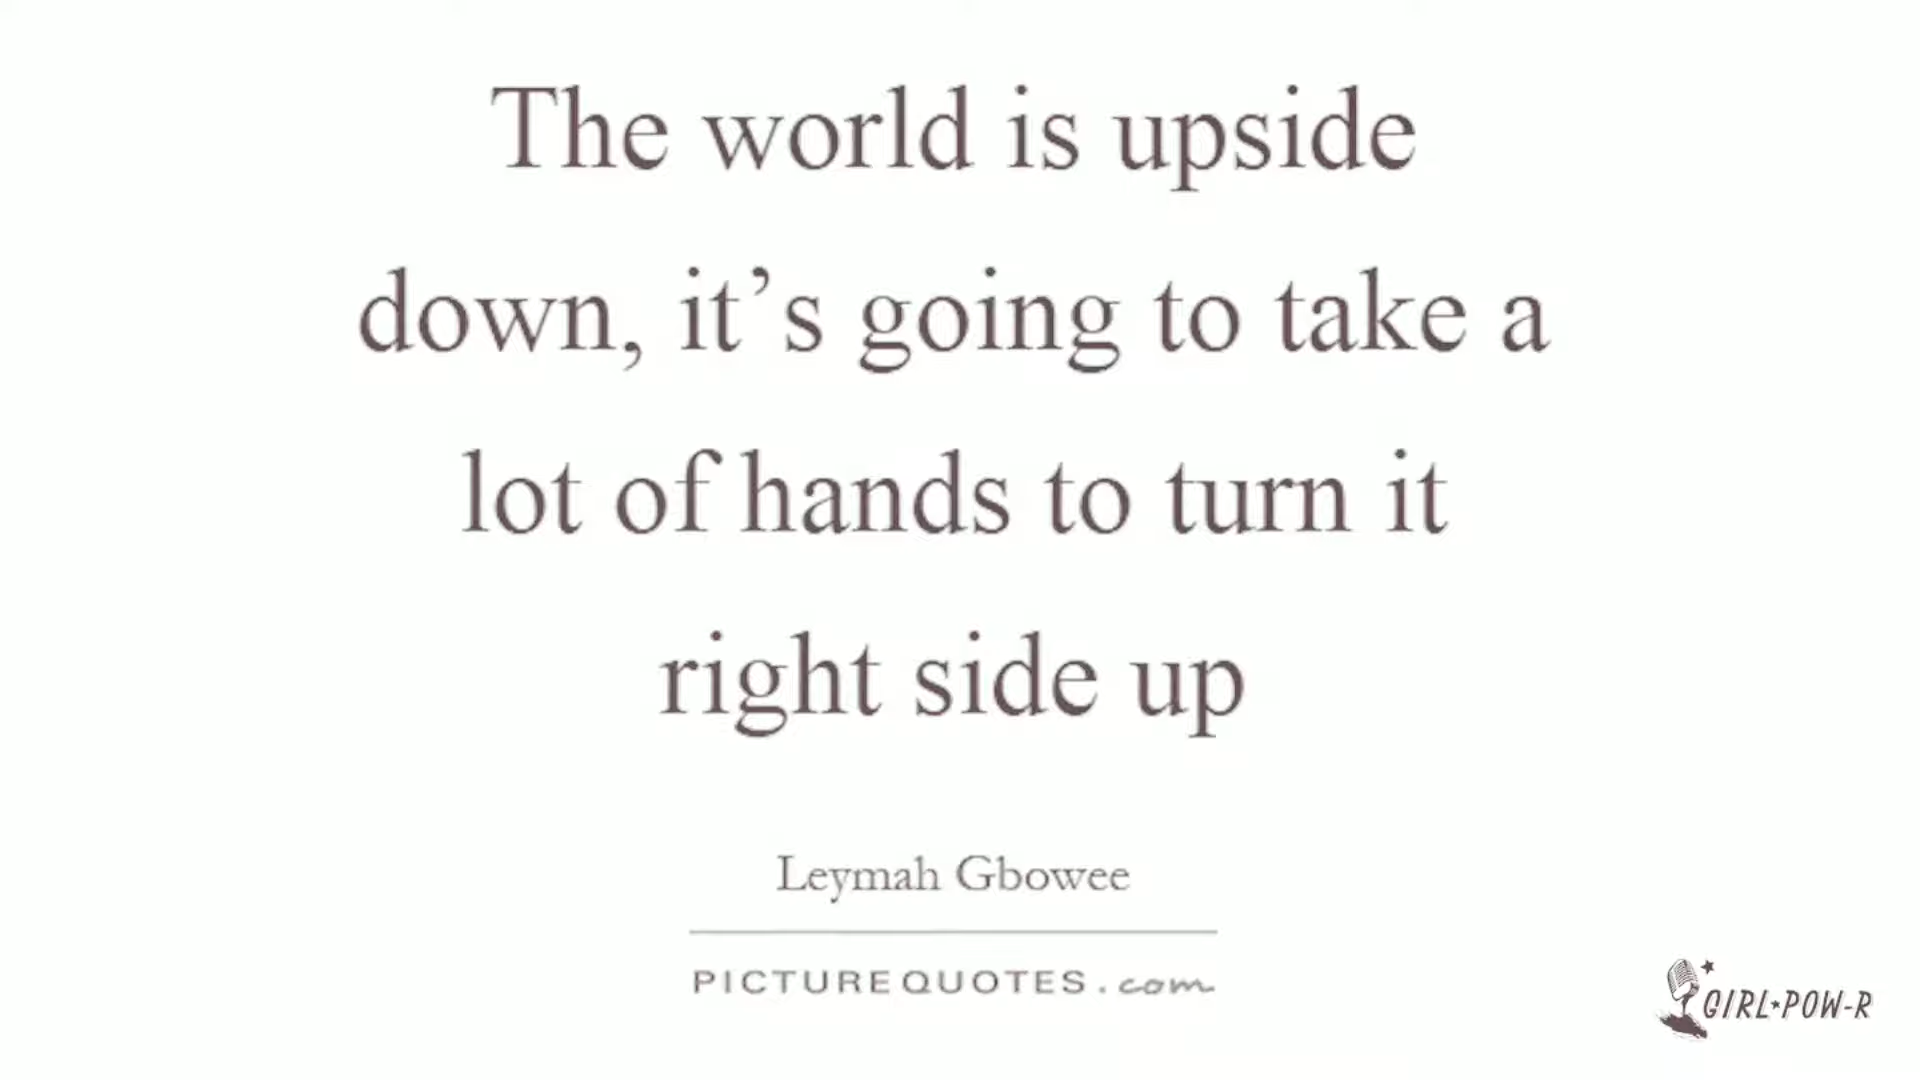 The world is upside
down, it’s going to take a
lot of hands to turn it
right side up
Leymah Gbowee
PICTUREQUOTES.com
GIRL★POW-R